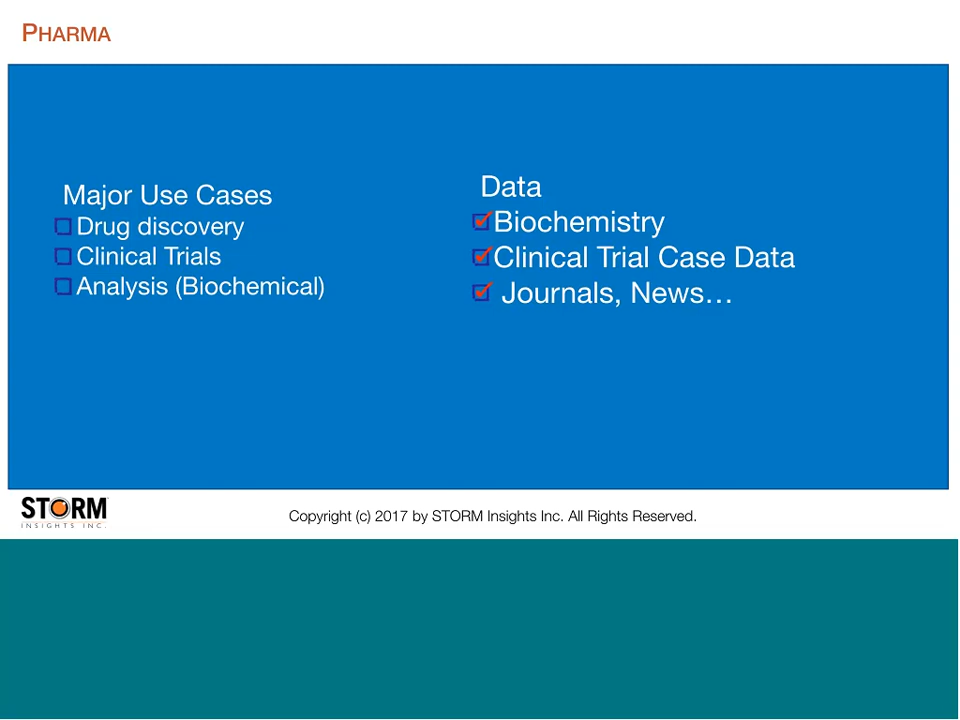 PHARMA
Major Use Cases
Drug discovery
Clinical Trials
Analysis (Biochemical)
Data
Biochemistry
Clinical Trial Case Data
Journals, News…
STORM
INSIGHTS INC.
Copyright (c) 2017 by STORM Insights Inc. All Rights Reserved.